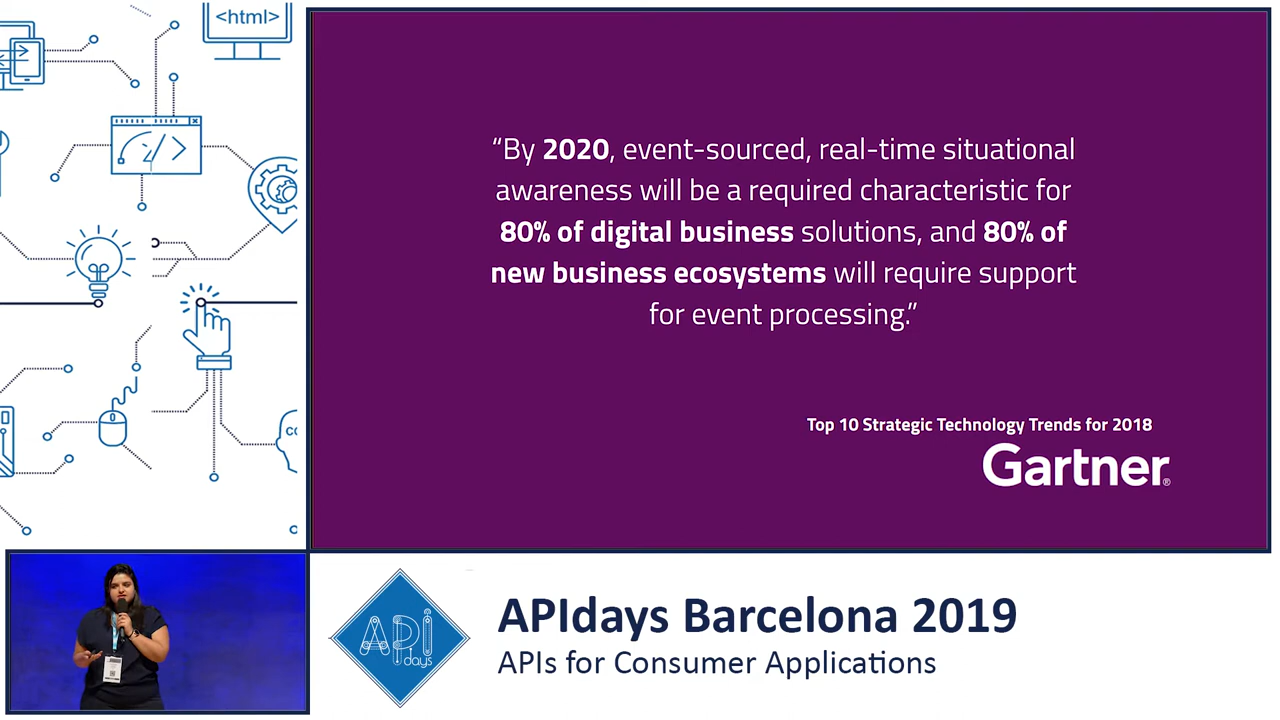 <html>
“By 2020, event-sourced, real-time situational
awareness will be a required characteristic for
80% of digital business solutions, and 80% of
new business ecosystems will require support
for event processing.”
Top 10 Strategic Technology Trends for 2018
Gartner®
</>
API
days
APIdays Barcelona 2019
APIs for Consumer Applications